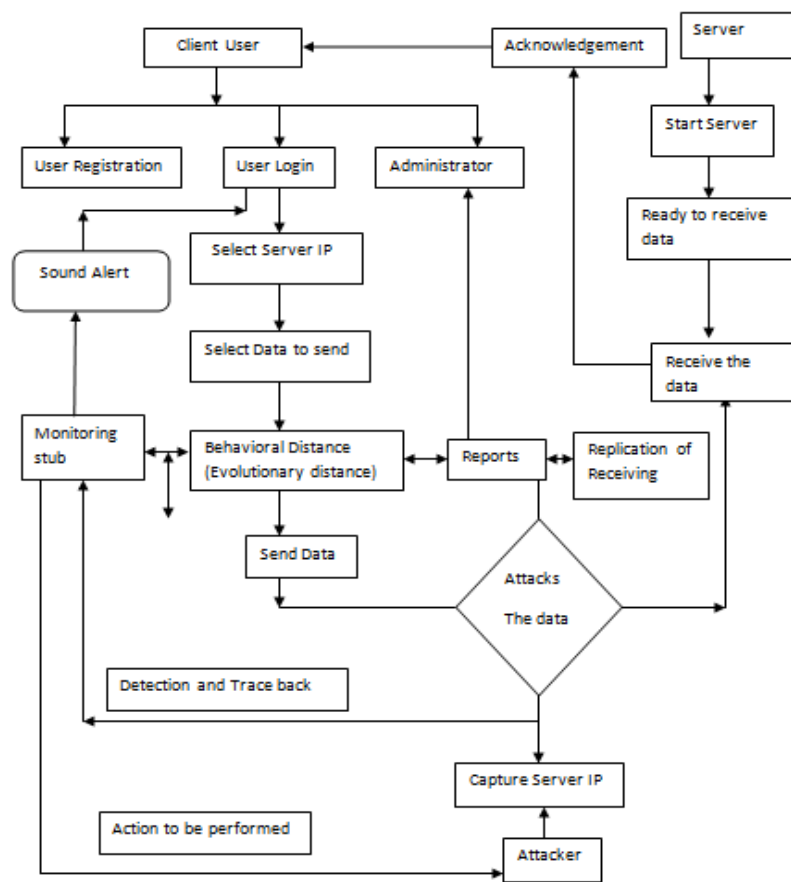 Client User
Acknowledgement
Server
Start Server
User Registration
User Login
Administrator
Ready to receive
data
Select Server IP
Sound Alert
Select Data to send
Receive the
data
Monitoring
stub
Behavioral Distance
(Evolutionary distance)
Reports
Replication of
Receiving
Send Data
Attacks
The data
Detection and Trace back
Capture Server IP
Action to be performed
Attacker